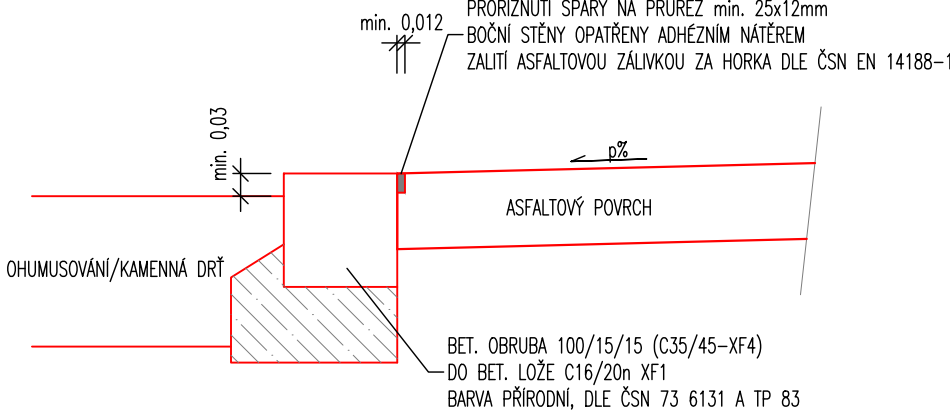 PROŘÍZNUTÍ SPÁRY NA PRŮŘEZ min. 25x12mm
min. 0,012
BOČNÍ STĚNY OPATŘENY ADHÉZNÍM NÁTĚREM
ZALITÍ ASFALTOVOU ZÁLIVKOU ZA HORKA DLE ČSN EN 14188-1
min. 0,03
p%
ASFALTOVÝ POVRCH
OHUMUSOVÁNÍ/KAMENNÁ DRŤ
BET. OBRUBA 100/15/15 (C35/45-XF4)
DO BET. LOŽE C16/20n XF1
BARVA PŘÍRODNÍ, DLE ČSN 73 6131 A TP 83